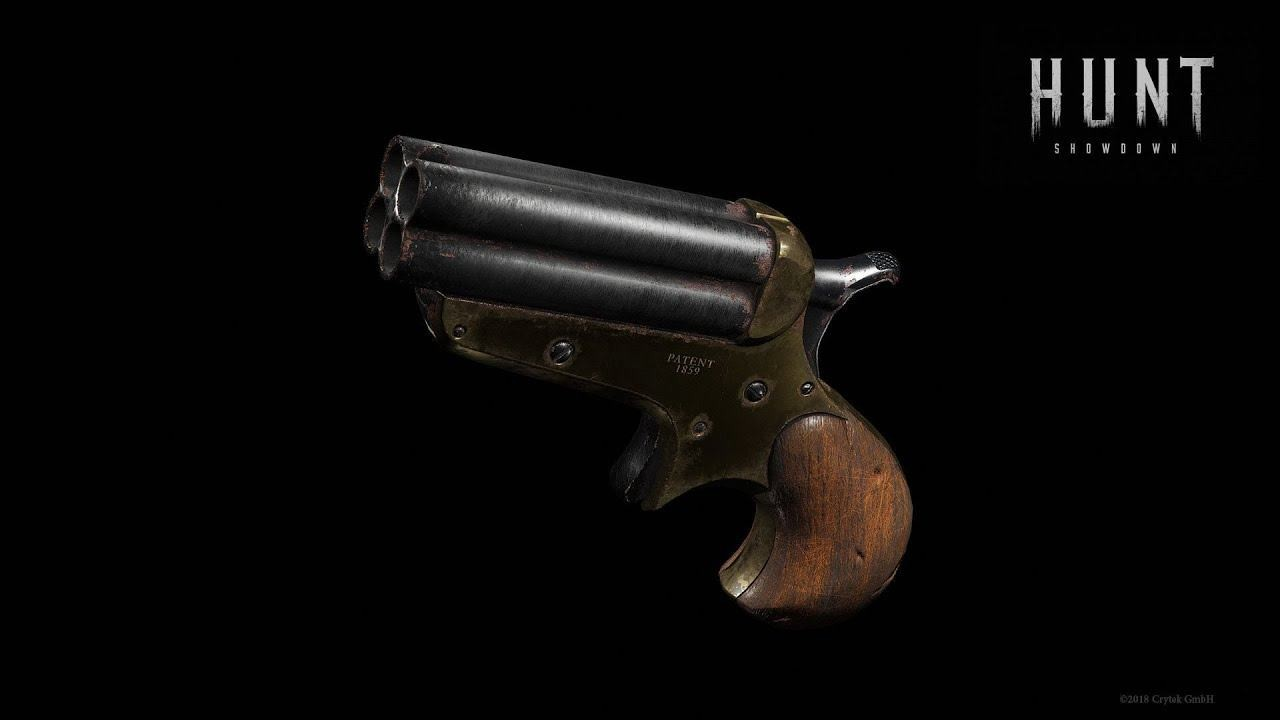 HUNT
SHOWDOWN
PATENT
1859
©2018 Crytek GmbH